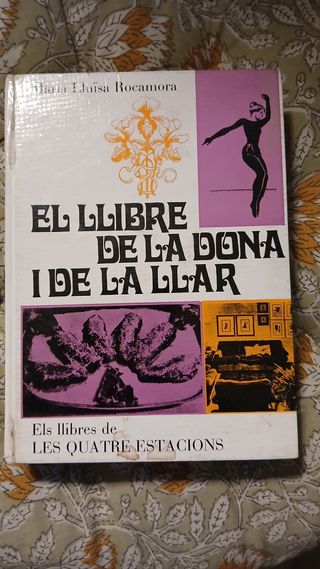 Maria Lluïsa Rocamora
EL LLIBRE
DE LA DONA
I DE LA LLAR
Els llibres de
LES QUATRE ESTACIONS